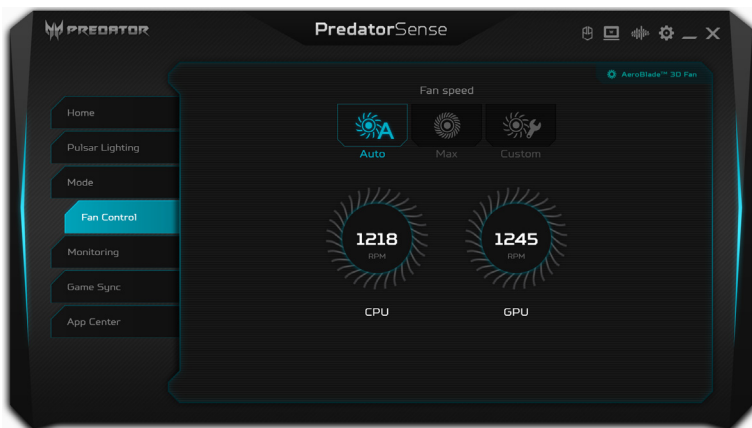 PREDATOR
PredatorSense
AeroBlade™ 3D Fan
Home
Pulsar Lighting
Mode
Fan Control
Monitoring
Game Sync
App Center
Fan speed
Auto
Max
Custom
1218
RPM
CPU
1245
RPM
GPU